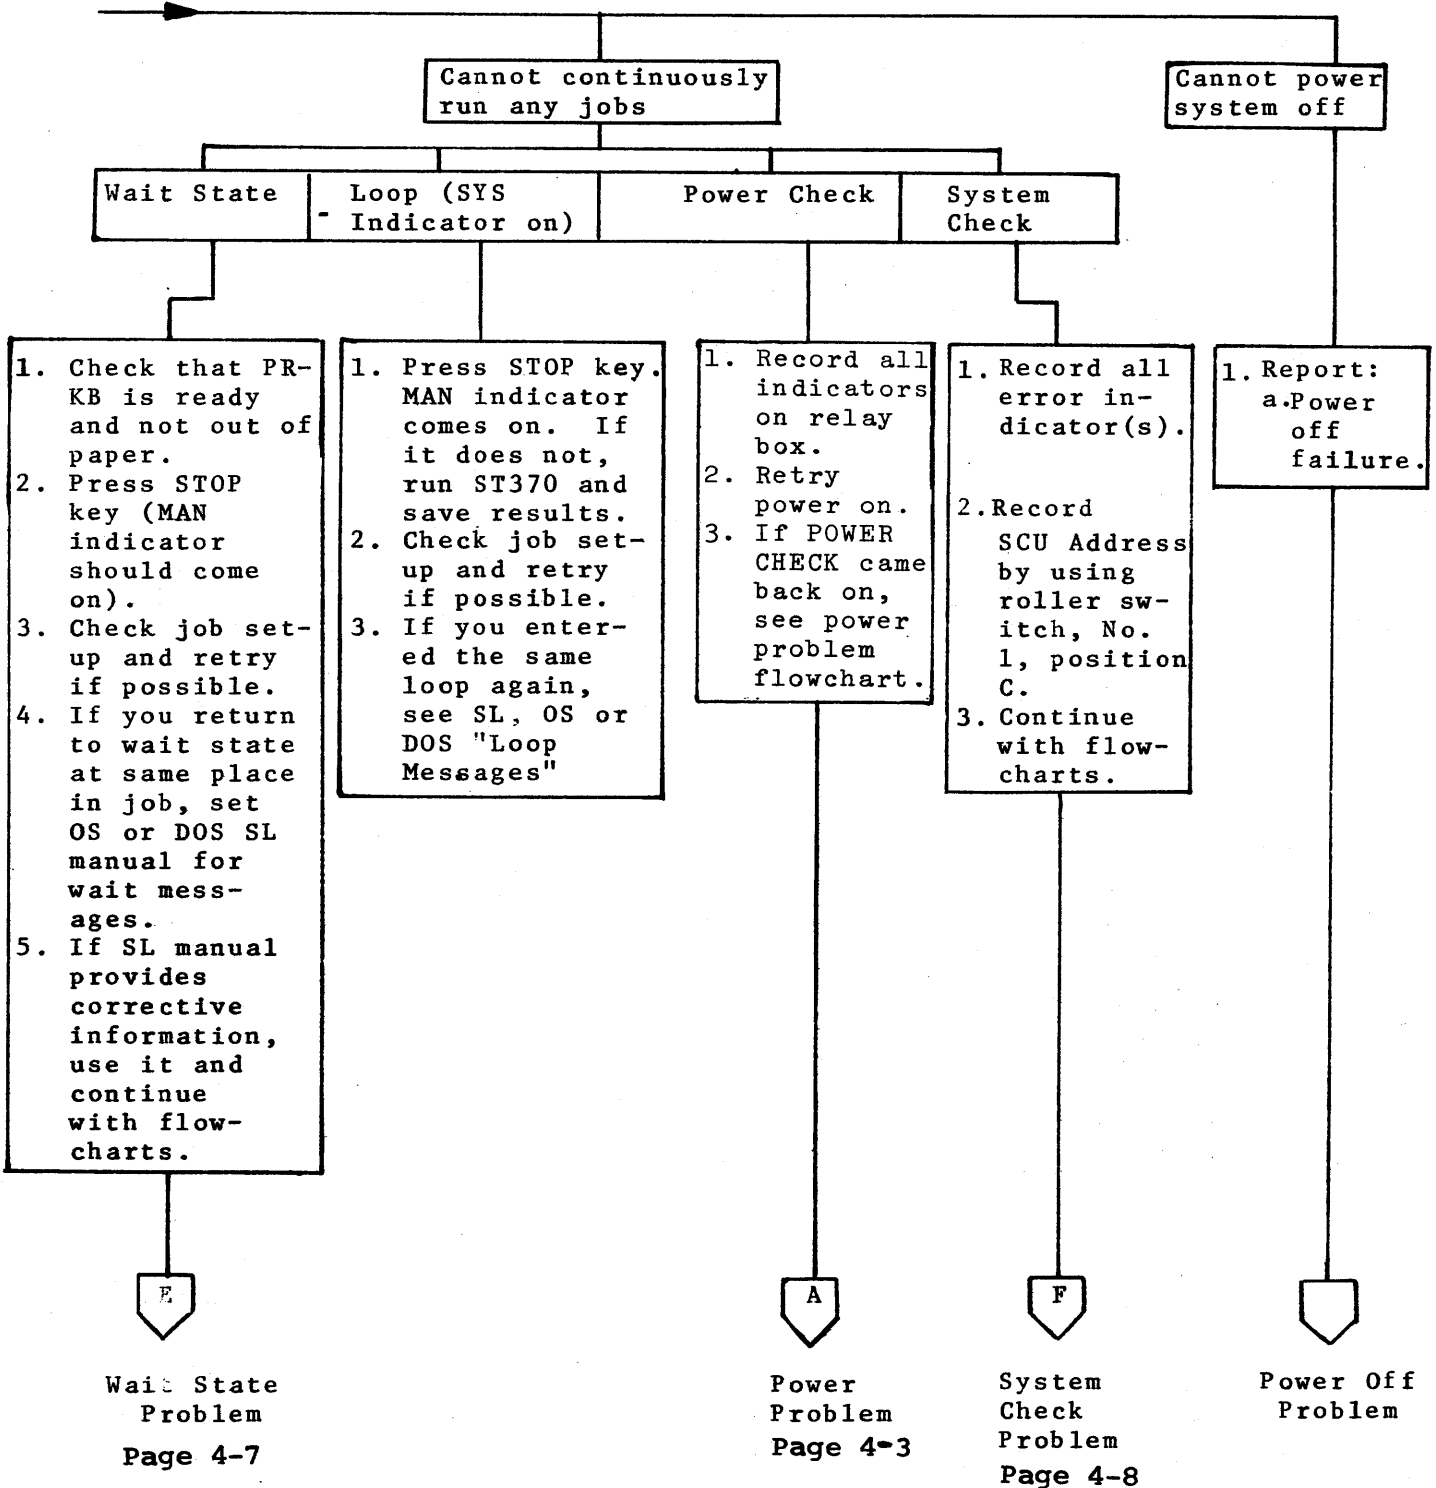 Cannot continuously
run any jobs
Cannot power
system off
Wait State
Loop (SYS
Indicator on)
Power Check
System
Check
1. Check that PR-
KB is ready
and not out of
paper.
2. Press STOP
key (MAN
indicator
should come
on).
3. Check job set-
up and retry
if possible.
4. If you return
to wait state
at same place
in job, set
OS or DOS SL
manual for
wait mess-
ages.
5. If SL manual
provides
corrective
information,
use it and
continue
with flow-
charts.
1. Press STOP key.
MAN indicator
comes on. If
it does not,
run ST370 and
save results.
2. Check job set-
up and retry
if possible.
3. If you enter-
ed the same
loop again,
see SL, OS or
DOS "Loop
Messages"
1. Record all
indicators
on relay
box.
2. Retry
power on.
3. If POWER
CHECK came
back on,
see power
problem
flowchart.
1. Record all
error in-
dicator(s).
2. Record
SCU Address
by using
roller sw-
itch, No.
1, position
C.
3. Continue
with flow-
charts.
1. Report:
a. Power
off
failure.
E
A
F
Wait State
Problem
Page 4-7
Power
Problem
Page 4-3
System
Check
Problem
Page 4-8
Power Off
Problem